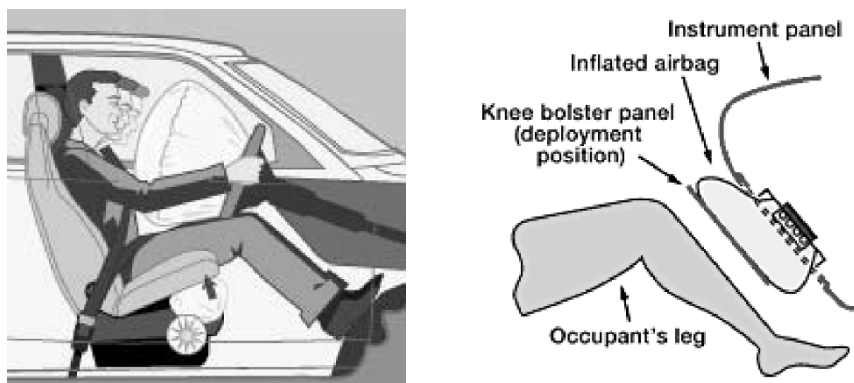 Instrument panel
Inflated airbag
Knee bolster panel
(deployment
position)
Occupant's leg